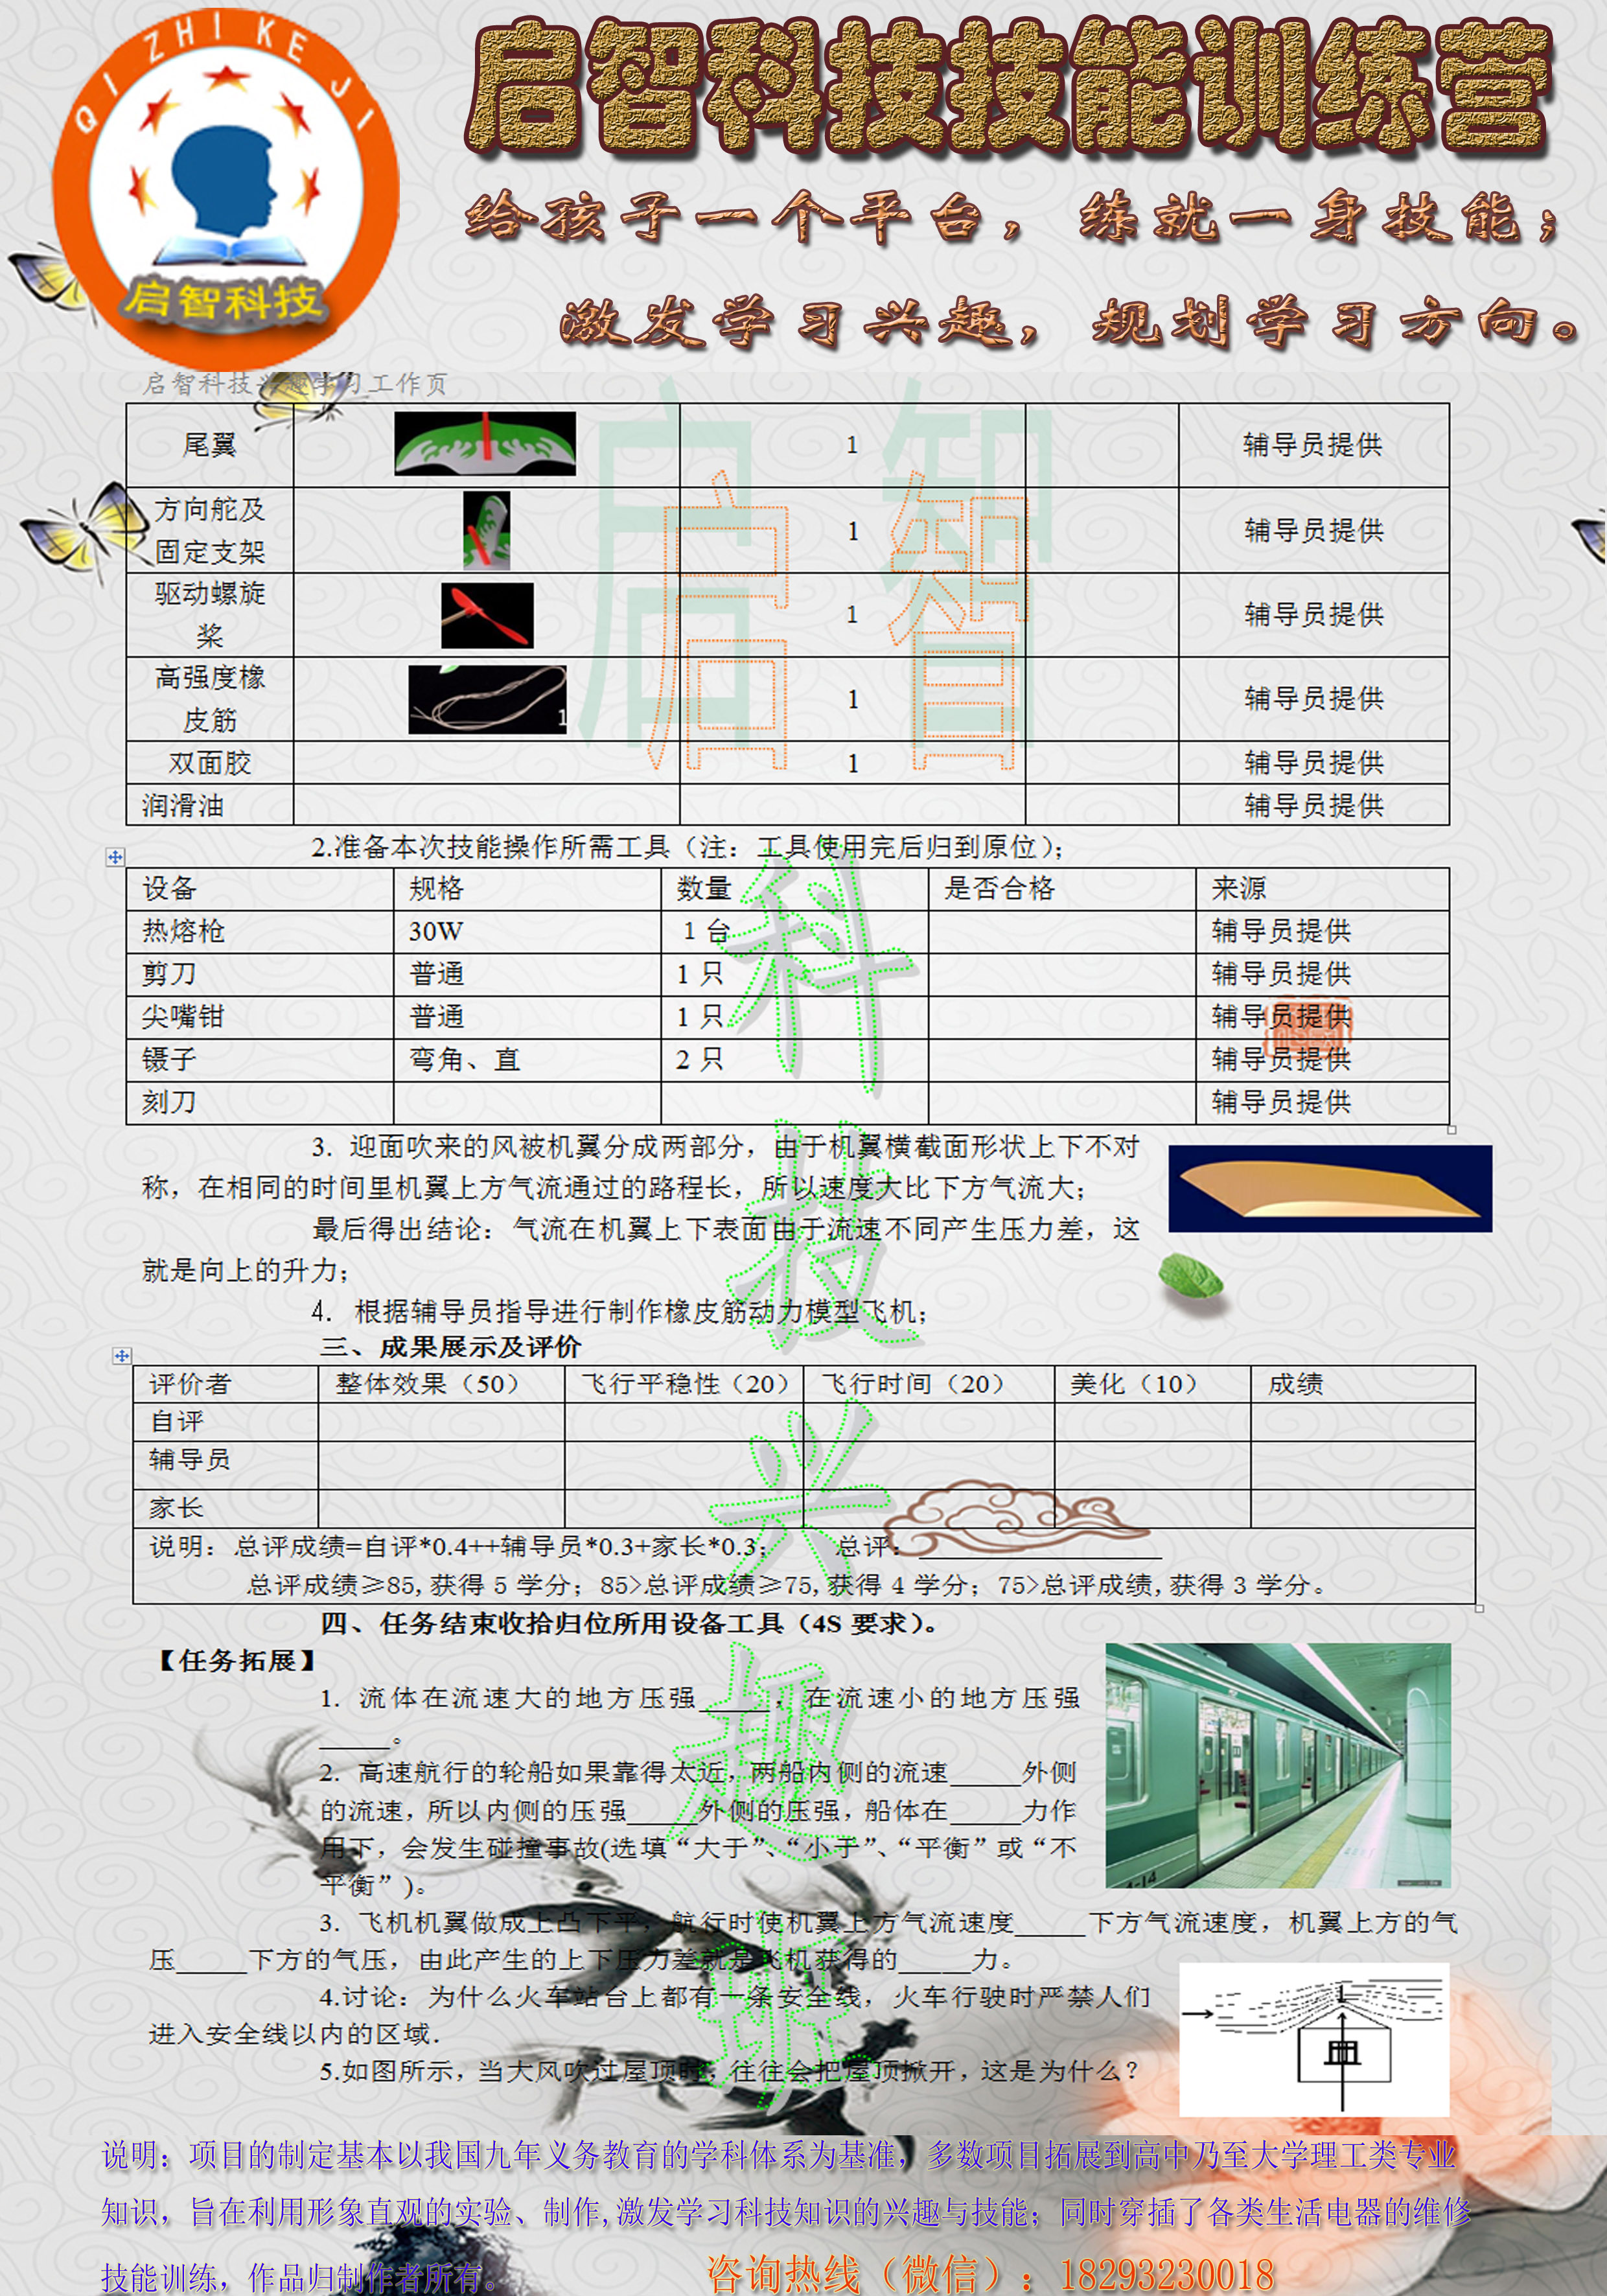 QI ZHI KE JI
启智科技
启智科技技能训练营
给孩子一个平台，练就一身技能；
激发学习兴趣，规划学习方向。
启智科技兴趣学习工作页
启智
尾翼 1 辅导员提供
方向舵及
固定支架 1 辅导员提供
驱动螺旋
桨 1 辅导员提供
高强度橡
皮筋 1 1 辅导员提供
双面胶 1 辅导员提供
润滑油 辅导员提供
2.准备本次技能操作所需工具（注：工具使用完后归到原位）；
设备 规格 数量 是否合格 来源
热熔枪 30W 1 台 辅导员提供
剪刀 普通 1 只 辅导员提供
尖嘴钳 普通 1 只 辅导员提供
镊子 弯角、直 2 只 辅导员提供
刻刀 辅导员提供
科技兴趣班
3. 迎面吹来的风被机翼分成两部分，由于机翼横截面形状上下不对
称，在相同的时间里机翼上方气流通过的路程长，所以速度大比下方气流大；
最后得出结论：气流在机翼上下表面由于流速不同产生压力差，这
就是向上的升力；
4. 根据辅导员指导进行制作橡皮筋动力模型飞机；
三、成果展示及评价
评价者 整体效果（50） 飞行平稳性（20） 飞行时间（20） 美化（10） 成绩
自评
辅导员
家长
说明：总评成绩=自评*0.4++辅导员*0.3+家长*0.3； 总评：__________
总评成绩≥85,获得 5 学分；85>总评成绩≥75,获得 4 学分；75>总评成绩,获得 3 学分。
四、任务结束收拾归位所用设备工具（4S 要求）。
【任务拓展】
1. 流体在流速大的地方压强_____，在流速小的地方压强
_____。
2. 高速航行的轮船如果靠得太近，两船内侧的流速_____外侧
的流速，所以内侧的压强_____外侧的压强，船体在_____力作
用下，会发生碰撞事故(选填“大于”、“小于”、“平衡”或“不
平衡”)。
3. 飞机机翼做成上凸下平，航行时使机翼上方气流速度_____下方气流速度，机翼上方的气
压_____下方的气压，由此产生的上下压力差就是飞机获得的_____力。
4.讨论：为什么火车站台上都有一条安全线，火车行驶时严禁人们
进入安全线以内的区域．
5.如图所示，当大风吹过屋顶时，往往会把屋顶掀开，这是为什么？
说明：项目的制定基本以我国九年义务教育的学科体系为基准，多数项目拓展到高中乃至大学理工类专业
知识，旨在利用形象直观的实验、制作,激发学习科技知识的兴趣与技能；同时穿插了各类生活电器的维修
技能训练，作品归制作者所有。
咨询热线（微信）：18293230018